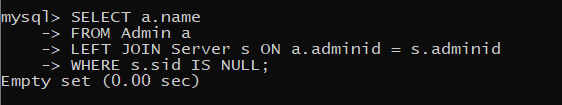 mysql> SELECT a.name
    -> FROM Admin a
    -> LEFT JOIN Server s ON a.adminid = s.adminid
    -> WHERE s.sid IS NULL;
Empty set (0.00 sec)